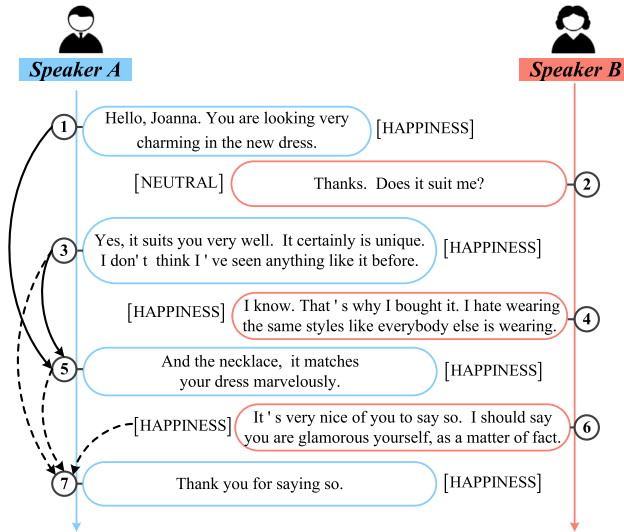 Speaker A
Speaker B
1
Hello, Joanna. You are looking very
charming in the new dress.
[HAPPINESS]
[NEUTRAL]
Thanks. Does it suit me?
2
3
Yes, it suits you very well. It certainly is unique.
I don't think I've seen anything like it before.
[HAPPINESS]
[HAPPINESS]
I know. That's why I bought it. I hate wearing
the same styles like everybody else is wearing.
4
5
And the necklace, it matches
your dress marvelously.
[HAPPINESS]
[HAPPINESS]
It's very nice of you to say so. I should say
you are glamorous yourself, as a matter of fact.
6
7
Thank you for saying so.
[HAPPINESS]